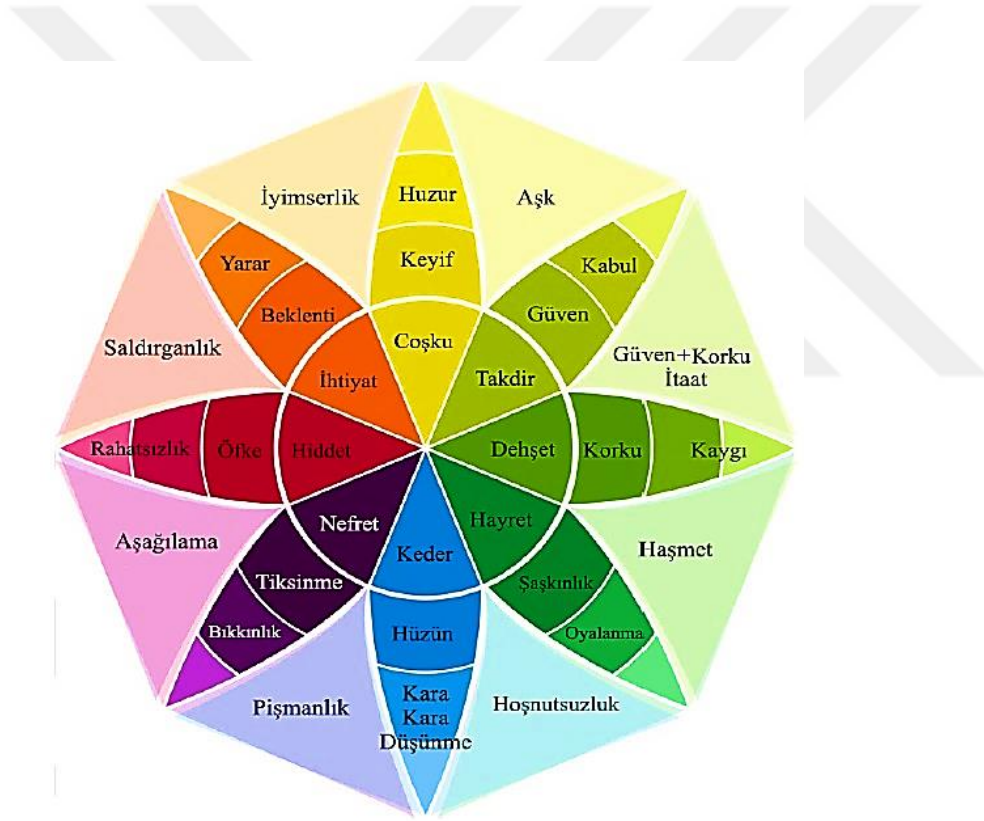 İyimserlik
Huzur
Aşk
Yarar
Keyif
Kabul
Beklenti
Güven
Saldırganlık
Coşku
Güven+Korku
İtaat
İhtiyat
Takdir
Rahatsızlık
Öfke
Hiddet
Dehşet
Korku
Kaygı
Nefret
Hayret
Aşağılama
Keder
Haşmet
Tiksinme
Şaşkınlık
Bıkkınlık
Hüzün
Oyalanma
Pişmanlık
Kara
Kara
Düşünme
Hoşnutsuzluk